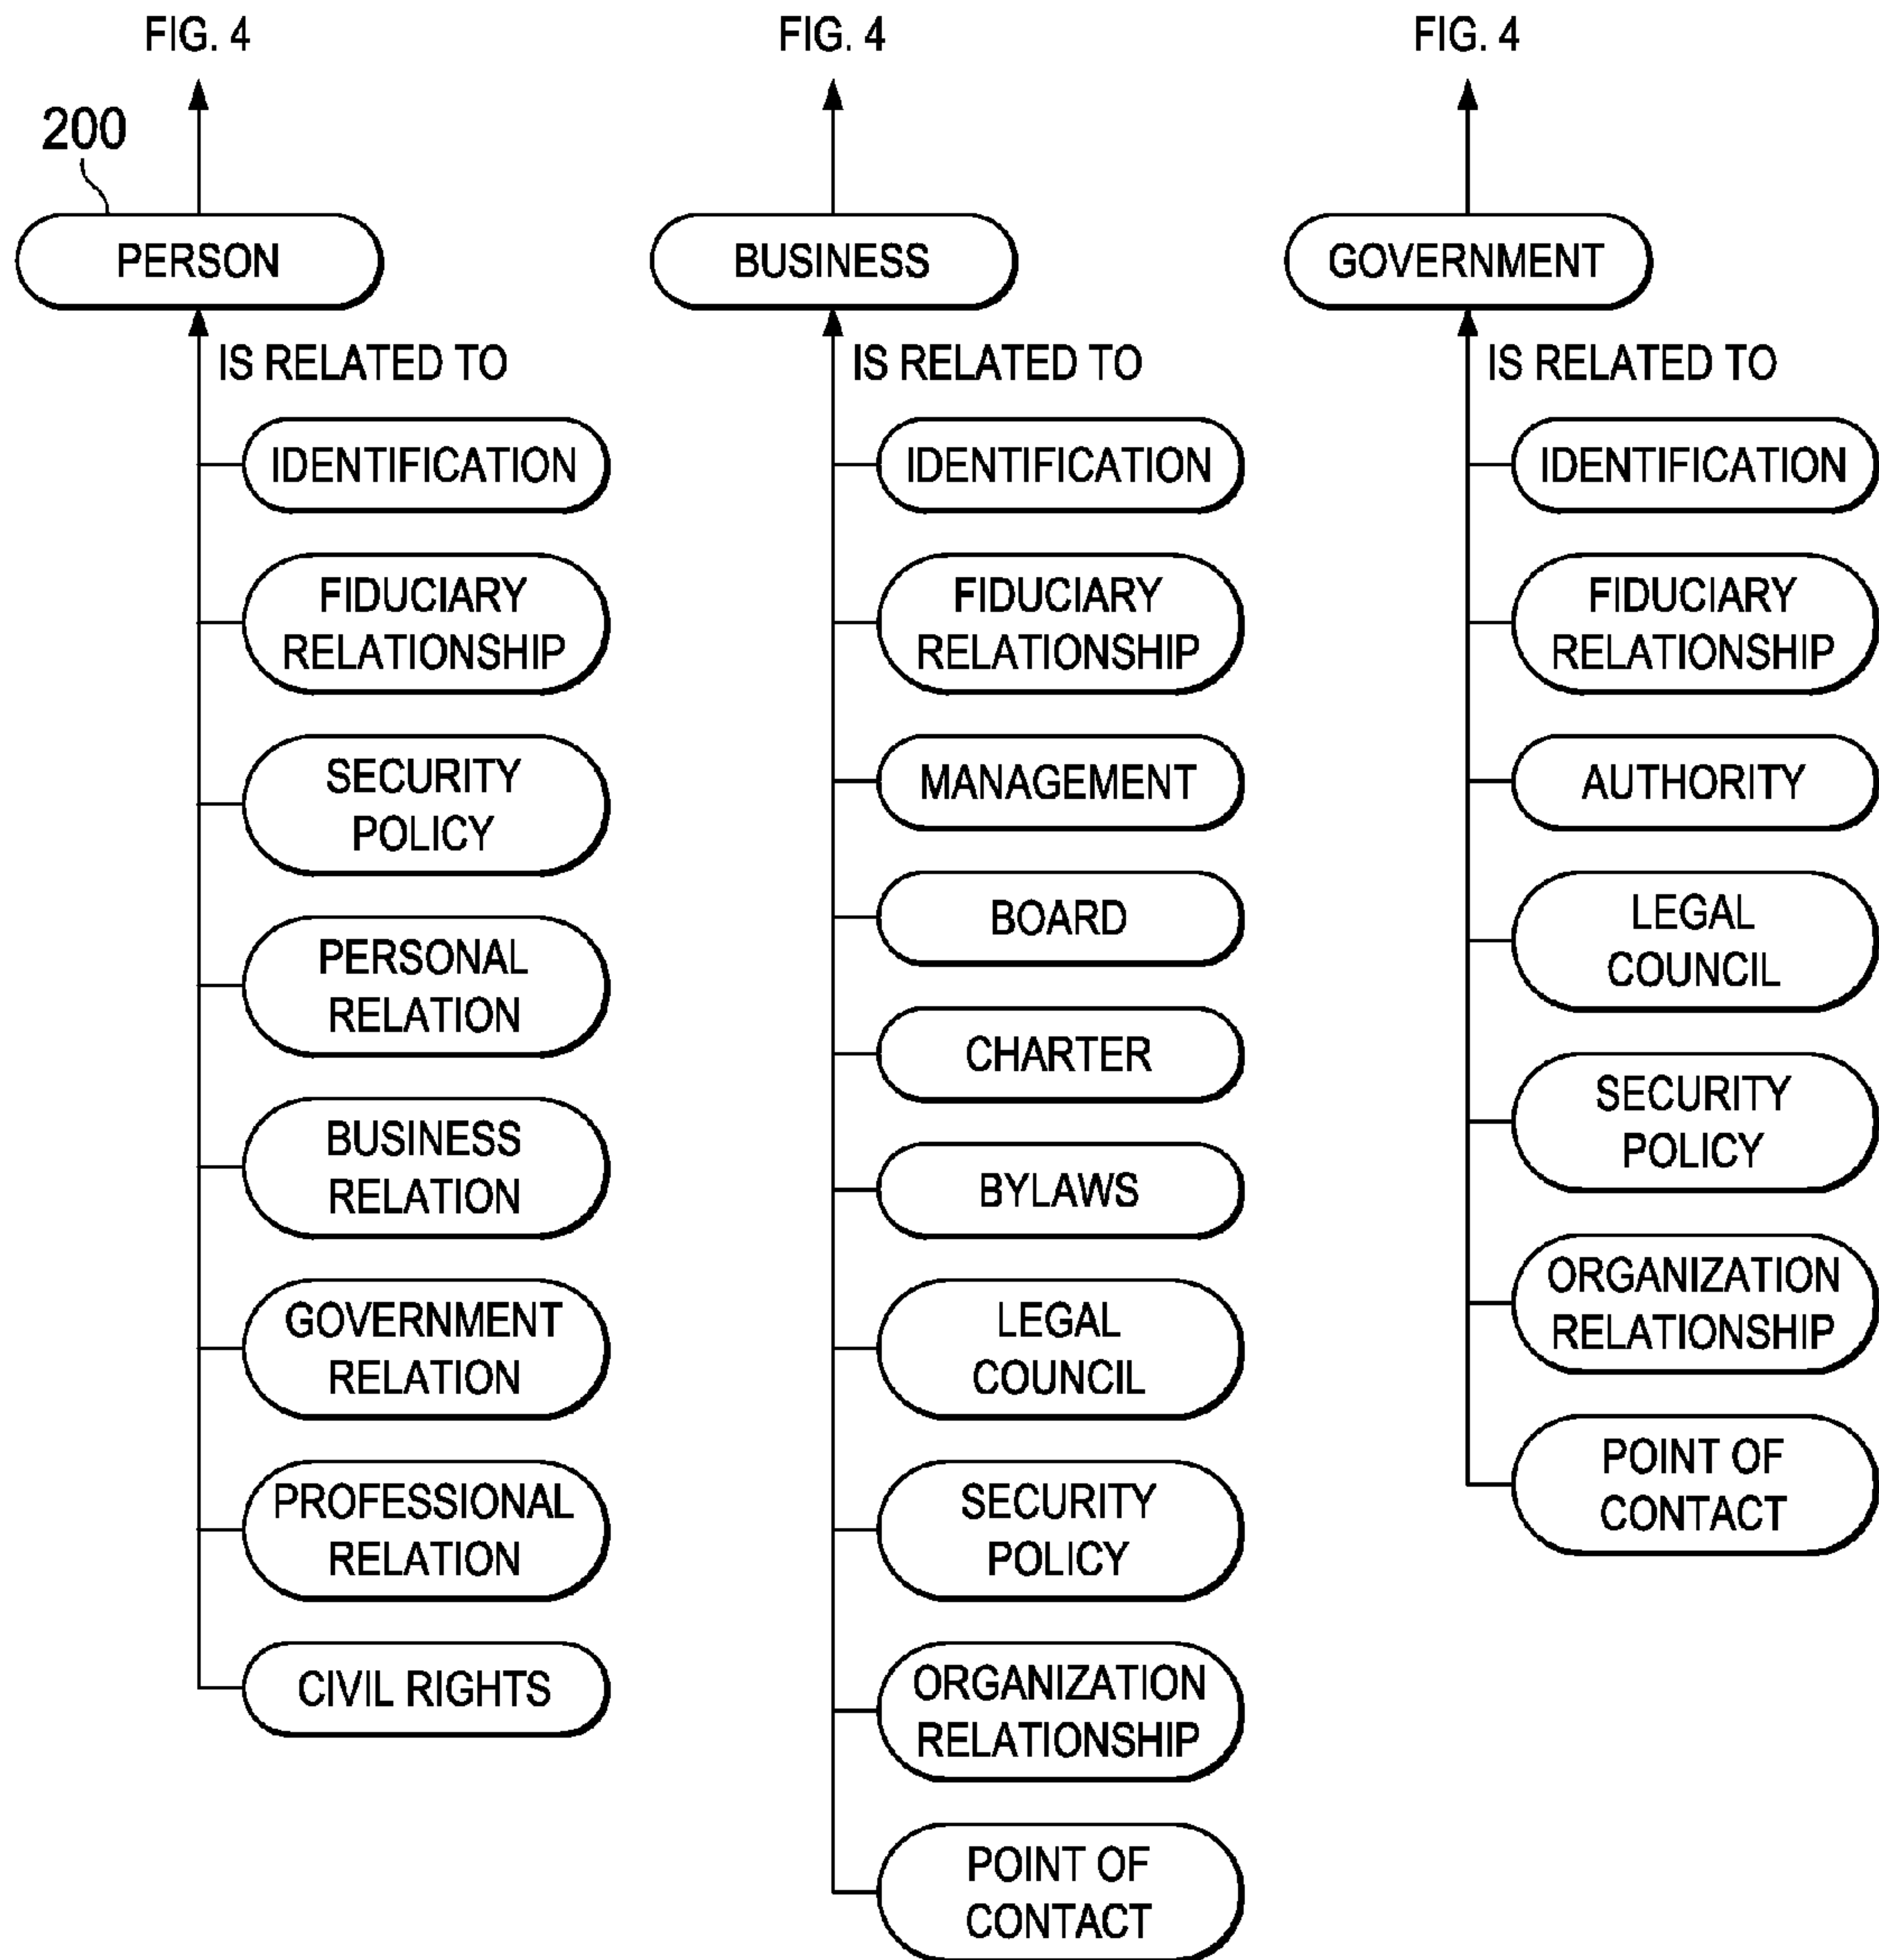 FIG. 4
200
PERSON
IS RELATED TO
IDENTIFICATION
FIDUCIARY
RELATIONSHIP
SECURITY
POLICY
PERSONAL
RELATION
BUSINESS
RELATION
GOVERNMENT
RELATION
PROFESSIONAL
RELATION
CIVIL RIGHTS
FIG. 4
BUSINESS
IS RELATED TO
IDENTIFICATION
FIDUCIARY
RELATIONSHIP
MANAGEMENT
BOARD
CHARTER
BYLAWS
LEGAL
COUNCIL
SECURITY
POLICY
ORGANIZATION
RELATIONSHIP
POINT OF
CONTACT
FIG. 4
GOVERNMENT
IS RELATED TO
IDENTIFICATION
FIDUCIARY
RELATIONSHIP
AUTHORITY
LEGAL
COUNCIL
SECURITY
POLICY
ORGANIZATION
RELATIONSHIP
POINT OF
CONTACT